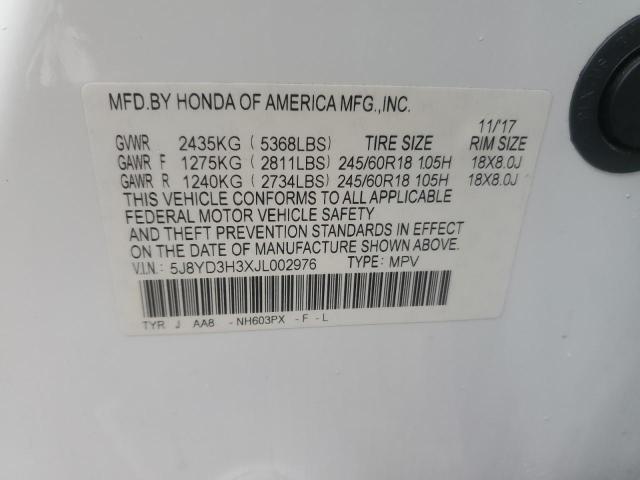 MFD.BY HONDA OF AMERICA MFG.,INC.
11/'17
GVWR 2435KG ( 5368LBS) TIRE SIZE RIM SIZE
GAWR F 1275KG ( 2811LBS) 245/60R18 105H 18X8.0J
GAWR R 1240KG ( 2734LBS) 245/60R18 105H 18X8.0J
THIS VEHICLE CONFORMS TO ALL APPLICABLE
FEDERAL MOTOR VEHICLE SAFETY
AND THEFT PREVENTION STANDARDS IN EFFECT
ON THE DATE OF MANUFACTURE SHOWN ABOVE.
V.I.N.: 5J8YD3H3XJL002976 TYPE: MPV
TYR J AA8 -NH603PX -F -L